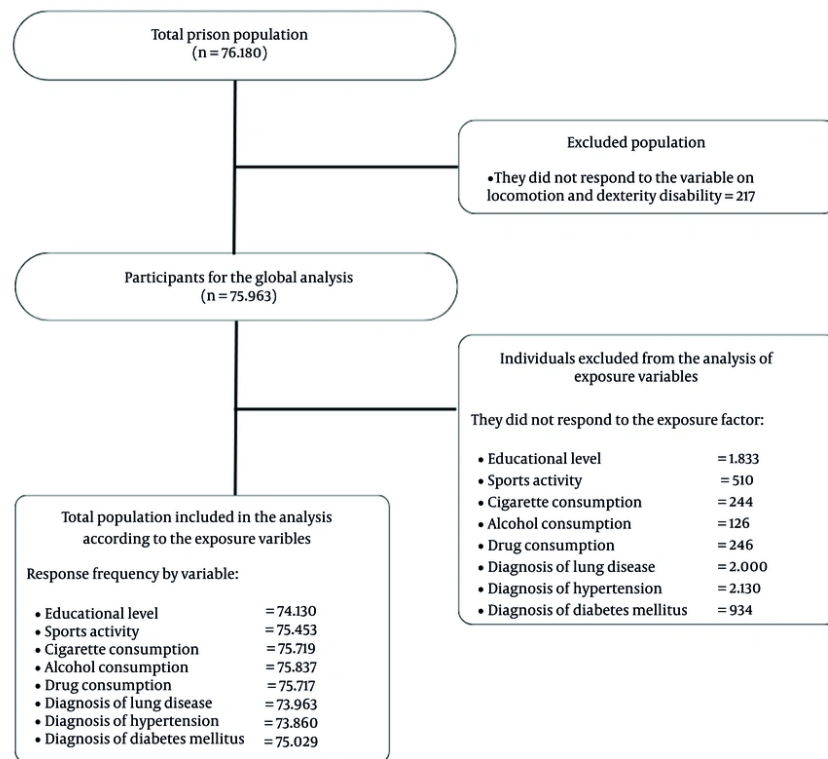 Total prison population
(n = 76.180)
Excluded population
•They did not respond to the variable on
locomotion and dexterity disability = 217
Participants for the global analysis
(n = 75.963)
Individuals excluded from the analysis of
exposure variables
They did not respond to the exposure factor:
• Educational level = 1.833
• Sports activity = 510
• Cigarette consumption = 244
• Alcohol consumption = 126
• Drug consumption = 246
• Diagnosis of lung disease = 2.000
• Diagnosis of hypertension = 2.130
• Diagnosis of diabetes mellitus = 934
Total population included in the analysis
according to the exposure varibles
Response frequency by variable:
• Educational level = 74.130
• Sports activity = 75.453
• Cigarette consumption = 75.719
• Alcohol consumption = 75.837
• Drug consumption = 75.717
• Diagnosis of lung disease = 73.963
• Diagnosis of hypertension = 73.860
• Diagnosis of diabetes mellitus = 75.029